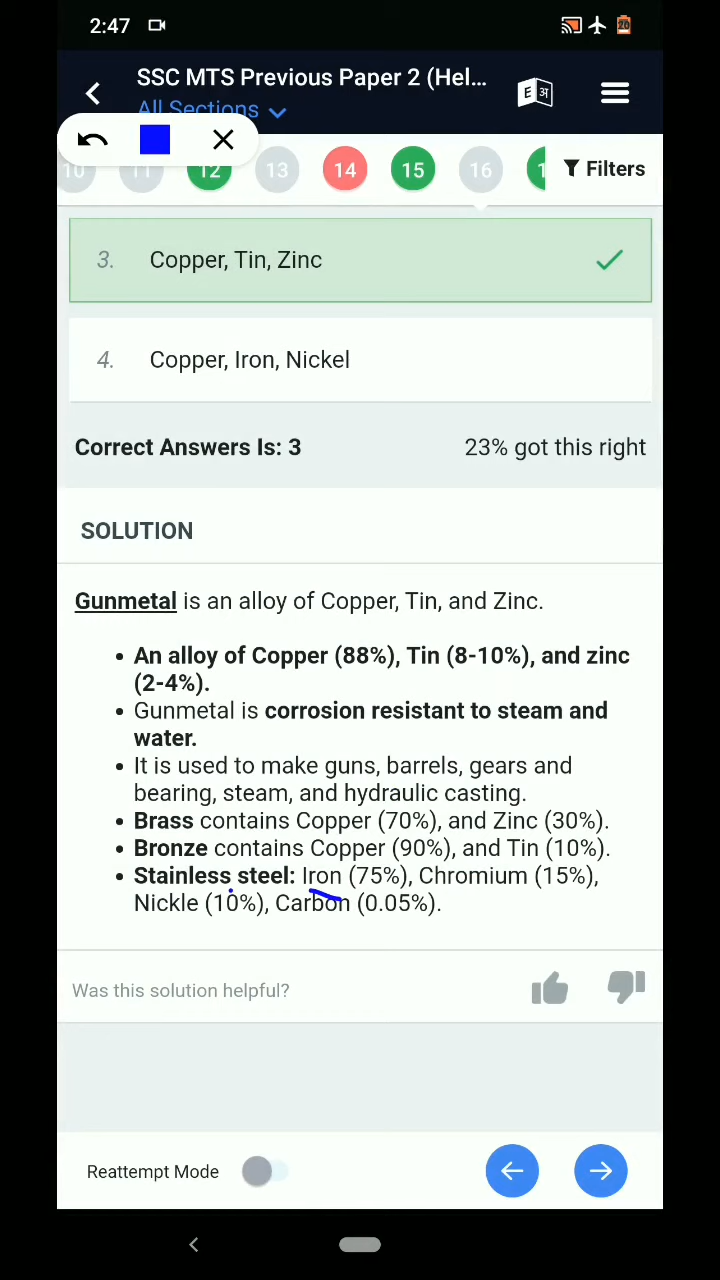 2:47
20
SSC MTS Previous Paper 2 (Hel...
E अ
All Sections
10 11 12 13 14 15 16 1 Filters
3. Copper, Tin, Zinc
4. Copper, Iron, Nickel
Correct Answers Is: 3 23% got this right
SOLUTION
Gunmetal is an alloy of Copper, Tin, and Zinc.
• An alloy of Copper (88%), Tin (8-10%), and zinc
(2-4%).
• Gunmetal is corrosion resistant to steam and
water.
• It is used to make guns, barrels, gears and
bearing, steam, and hydraulic casting.
• Brass contains Copper (70%), and Zinc (30%).
• Bronze contains Copper (90%), and Tin (10%).
• Stainless steel: Iron (75%), Chromium (15%),
Nickle (10%), Carbon (0.05%).
Was this solution helpful?
Reattempt Mode